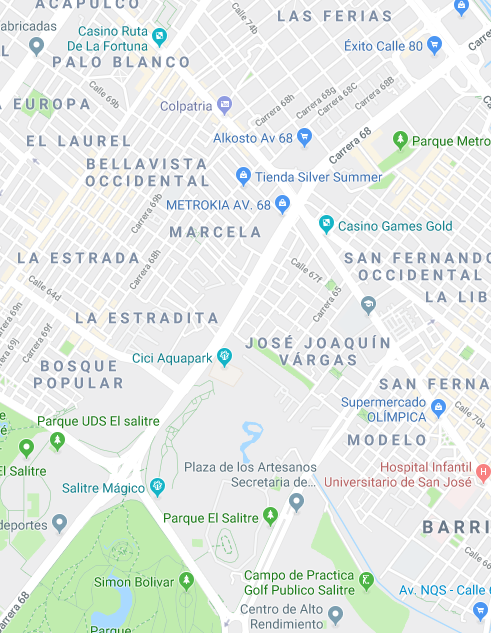 ACAPULCO
Calle 74b
LAS FERIAS
Casino Ruta
De La Fortuna
Carrera
abricadas
Éxito Calle 80
L
PALO BLANCO
Calle 69b
Carrera 68g
Carrera 68C
Carrera 68B
Carrera 68h
A EUROPA
Colpatria
EL LAUREL
Alkosto Av 68
Carrera 68
Parque Metro
BELLAVISTA
OCCIDENTAL
Tienda Silver Summer
Carrera 69b
METROKIA AV. 68
MARCELA
Casino Games Gold
LA ESTRADA
Carrera 68h
SAN FERNANDO
OCCIDENTAL
Calle 67f
Calle 64d
Carrera 65
LA LIB
Carrera 69n
LA ESTRADITA
Carrera 69f
69j
JOSÉ JOAQUÍN
VÁRGAS
Cici Aquapark
BOSQUE
POPULAR
SAN FERNA
Supermercado
OLÍMPICA
Calle 70a
Parque UDS El salitre
e
MODELO
El Salitre
Plaza de los Artesanos
Secretaria de...
Hospital Infantil
Universitario de San José
H
Salitre Mágico
Parque El Salitre
deportes
BARRI
Simon Bolivar
Campo de Practica
Golf Publico Salitre
Av. NQS - Calle 6
Carrera 68
Centro de Alto
Rendimiento
Parque